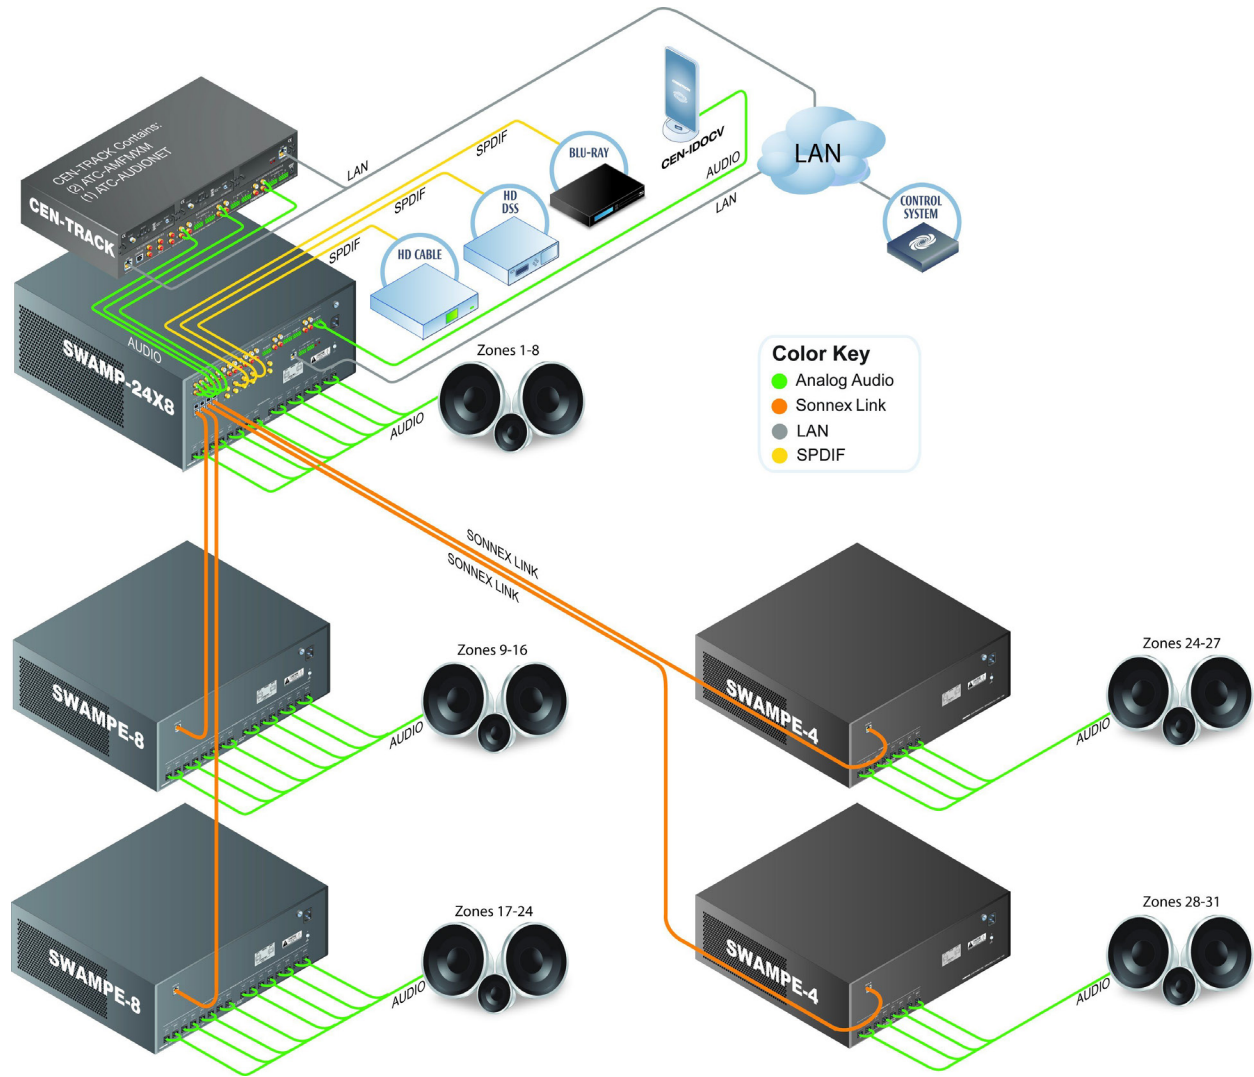 CEN-TRACK Contains:
(2) ATC-AMFMXM
(1) ATC-AUDIONET
CEN-TRACK
LAN
SPDIF
BLU-RAY
CEN-IDOCV
AUDIO
LAN
LAN
SPDIF
HD
DSS
CONTROL
SYSTEM
SPDIF
HD CABLE
AUDIO
SWAMP-24X8
Zones 1-8
AUDIO
Color Key
Analog Audio
Sonnex Link
LAN
SPDIF
SONNEX LINK
SONNEX LINK
SWAMPE-8
Zones 9-16
AUDIO
SWAMPE-4
Zones 24-27
AUDIO
SWAMPE-8
Zones 17-24
AUDIO
SWAMPE-4
Zones 28-31
AUDIO